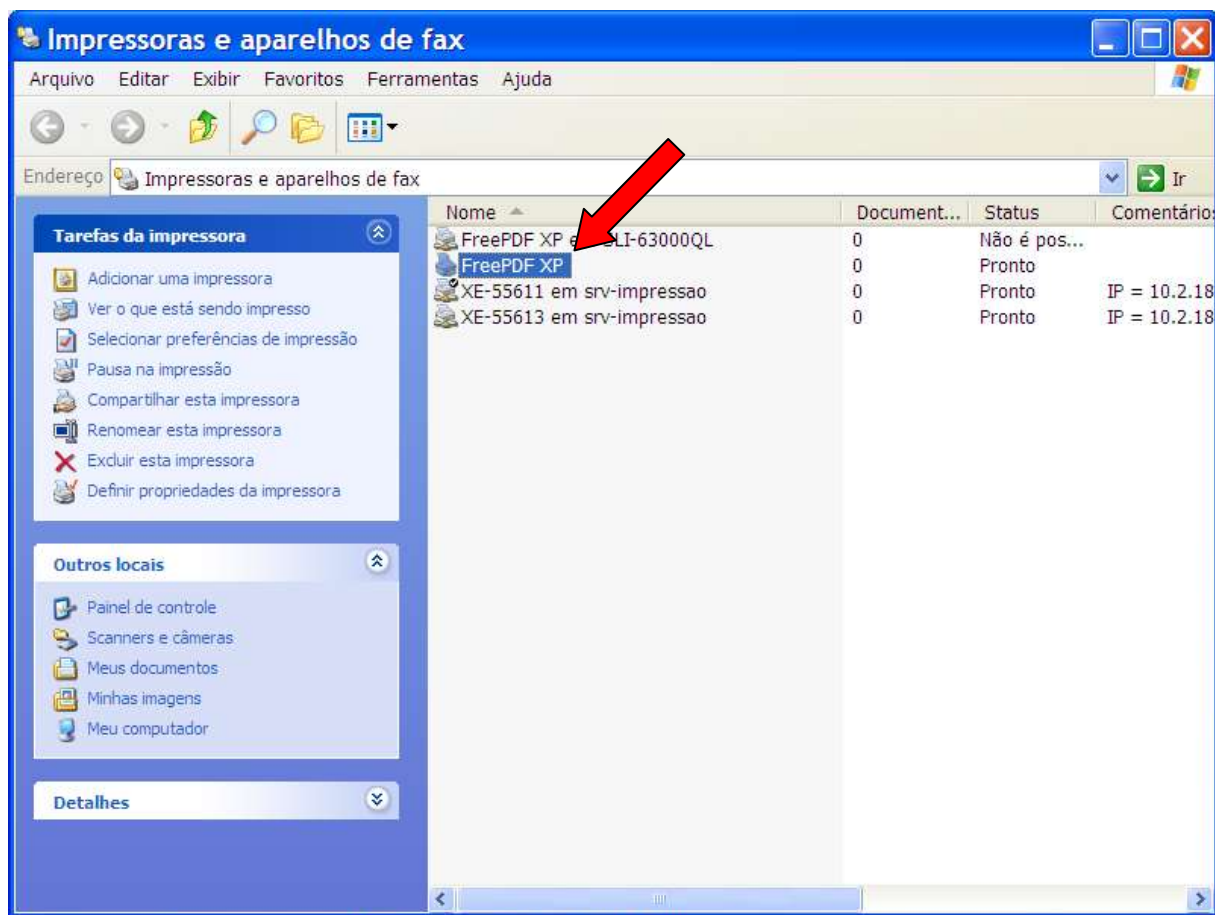 Impressoras e aparelhos de fax
Arquivo Editar Exibir Favoritos Ferramentas Ajuda
Endereço Impressoras e aparelhos de fax Ir
Tarefas da impressora
Adicionar uma impressora
Ver o que está sendo impresso
Selecionar preferências de impressão
Pausa na impressão
Compartilhar esta impressora
Renomear esta impressora
Excluir esta impressora
Definir propriedades da impressora
Outros locais
Painel de controle
Scanners e câmeras
Meus documentos
Minhas imagens
Meu computador
Detalhes
Nome Document... Status Comentários
FreePDF XP SLI-63000QL 0 Não é pos...
FreePDF XP 0 Pronto
XE-55611 em srv-impressao 0 Pronto IP = 10.2.18
XE-55613 em srv-impressao 0 Pronto IP = 10.2.18